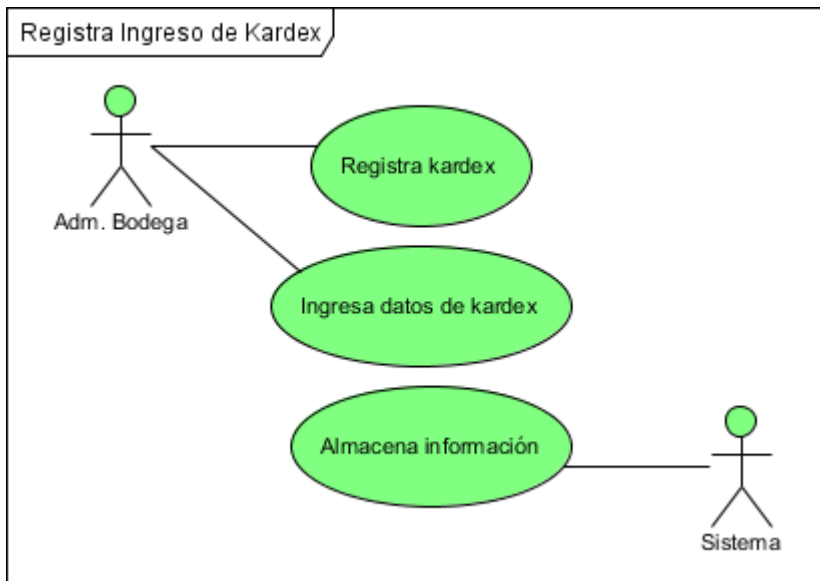 Registra Ingreso de Kardex
Registra kardex
Adm. Bodega
Ingresa datos de kardex
Almacena información
Sistema